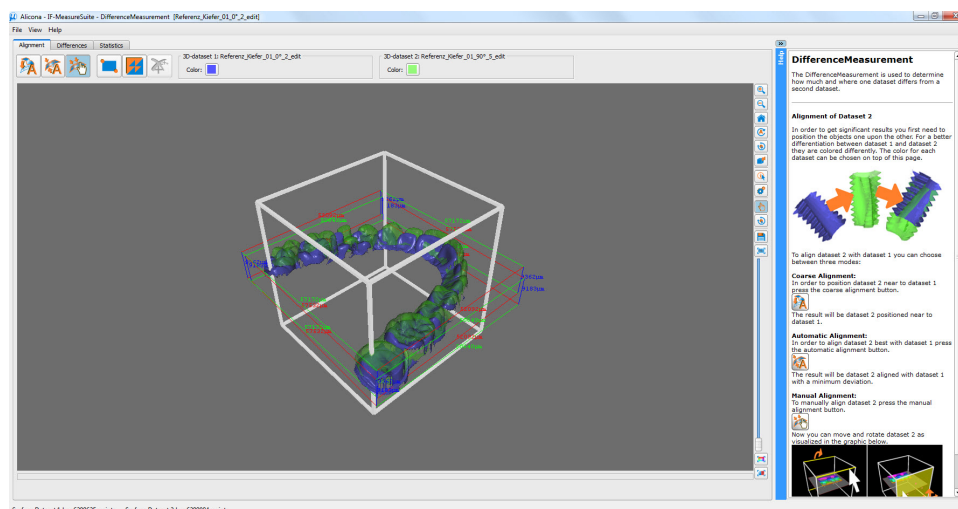 Alicona - IF-MeasureSuite - DifferenceMeasurement [Referenz_Kiefer_01_0°_2_edit]
File View Help
Alignment Differences Statistics
3D-dataset 1: Referenz_Kiefer_01_0°_2_edit
Color:
3D-dataset 2: Referenz_Kiefer_01_90°_5_edit
Color:
Help
DifferenceMeasurement
The DifferenceMeasurement is used to determine
how much and where one dataset differs from a
second dataset.
Alignment of Dataset 2
In order to get significant results you first need to
position the objects one upon the other. For a better
differentiation between dataset 1 and dataset 2
they are colored differently. The color for each
dataset can be chosen on top of this page.
To align dataset 2 with dataset 1 you can choose
between three modes:
Coarse Alignment:
In order to position dataset 2 near to dataset 1
press the coarse alignment button.
The result will be dataset 2 positioned near to
dataset 1.
Automatic Alignment:
In order to align dataset 2 best with dataset 1 press
the automatic alignment button.
The result will be dataset 2 aligned with dataset 1
with a minimum deviation.
Manual Alignment:
To manually align dataset 2 press the manual
alignment button.
Now you can move and rotate dataset 2 as
visualized in the graphic below.